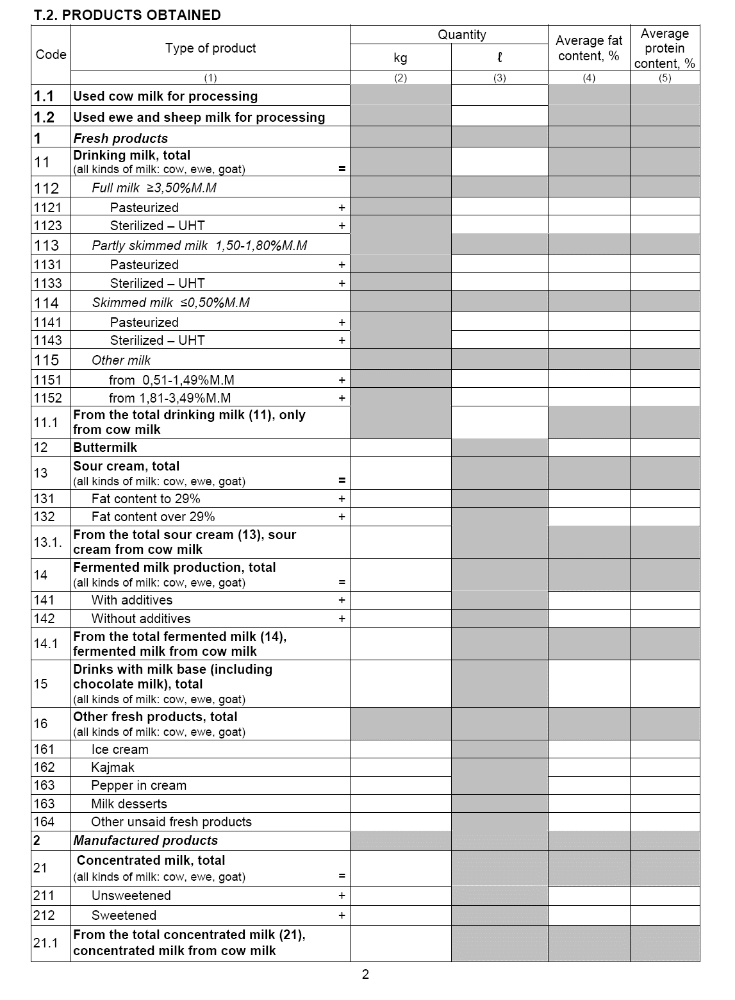 T.2. PRODUCTS OBTAINED
Code Type of product Quantity Average fat content, % Average protein content, %
kg ℓ
(1) (2) (3) (4) (5)
1.1 Used cow milk for processing
1.2 Used ewe and sheep milk for processing
1 Fresh products
11 Drinking milk, total
(all kinds of milk: cow, ewe, goat) =
112 Full milk ≥3,50%M.M
1121 Pasteurized +
1123 Sterilized – UHT +
113 Partly skimmed milk 1,50-1,80%M.M
1131 Pasteurized +
1133 Sterilized – UHT +
114 Skimmed milk ≤0,50%M.M
1141 Pasteurized +
1143 Sterilized – UHT +
115 Other milk
1151 from 0,51-1,49%M.M +
1152 from 1,81-3,49%M.M +
11.1 From the total drinking milk (11), only
from cow milk
12 Buttermilk
13 Sour cream, total
(all kinds of milk: cow, ewe, goat) =
131 Fat content to 29% +
132 Fat content over 29% +
13.1. From the total sour cream (13), sour
cream from cow milk
14 Fermented milk production, total
(all kinds of milk: cow, ewe, goat) =
141 With additives +
142 Without additives +
14.1 From the total fermented milk (14),
fermented milk from cow milk
15 Drinks with milk base (including
chocolate milk), total
(all kinds of milk: cow, ewe, goat)
16 Other fresh products, total
(all kinds of milk: cow, ewe, goat)
161 Ice cream
162 Kajmak
163 Pepper in cream
163 Milk desserts
164 Other unsaid fresh products
2 Manufactured products
21 Concentrated milk, total
(all kinds of milk: cow, ewe, goat) =
211 Unsweetened +
212 Sweetened +
21.1 From the total concentrated milk (21),
concentrated milk from cow milk
2